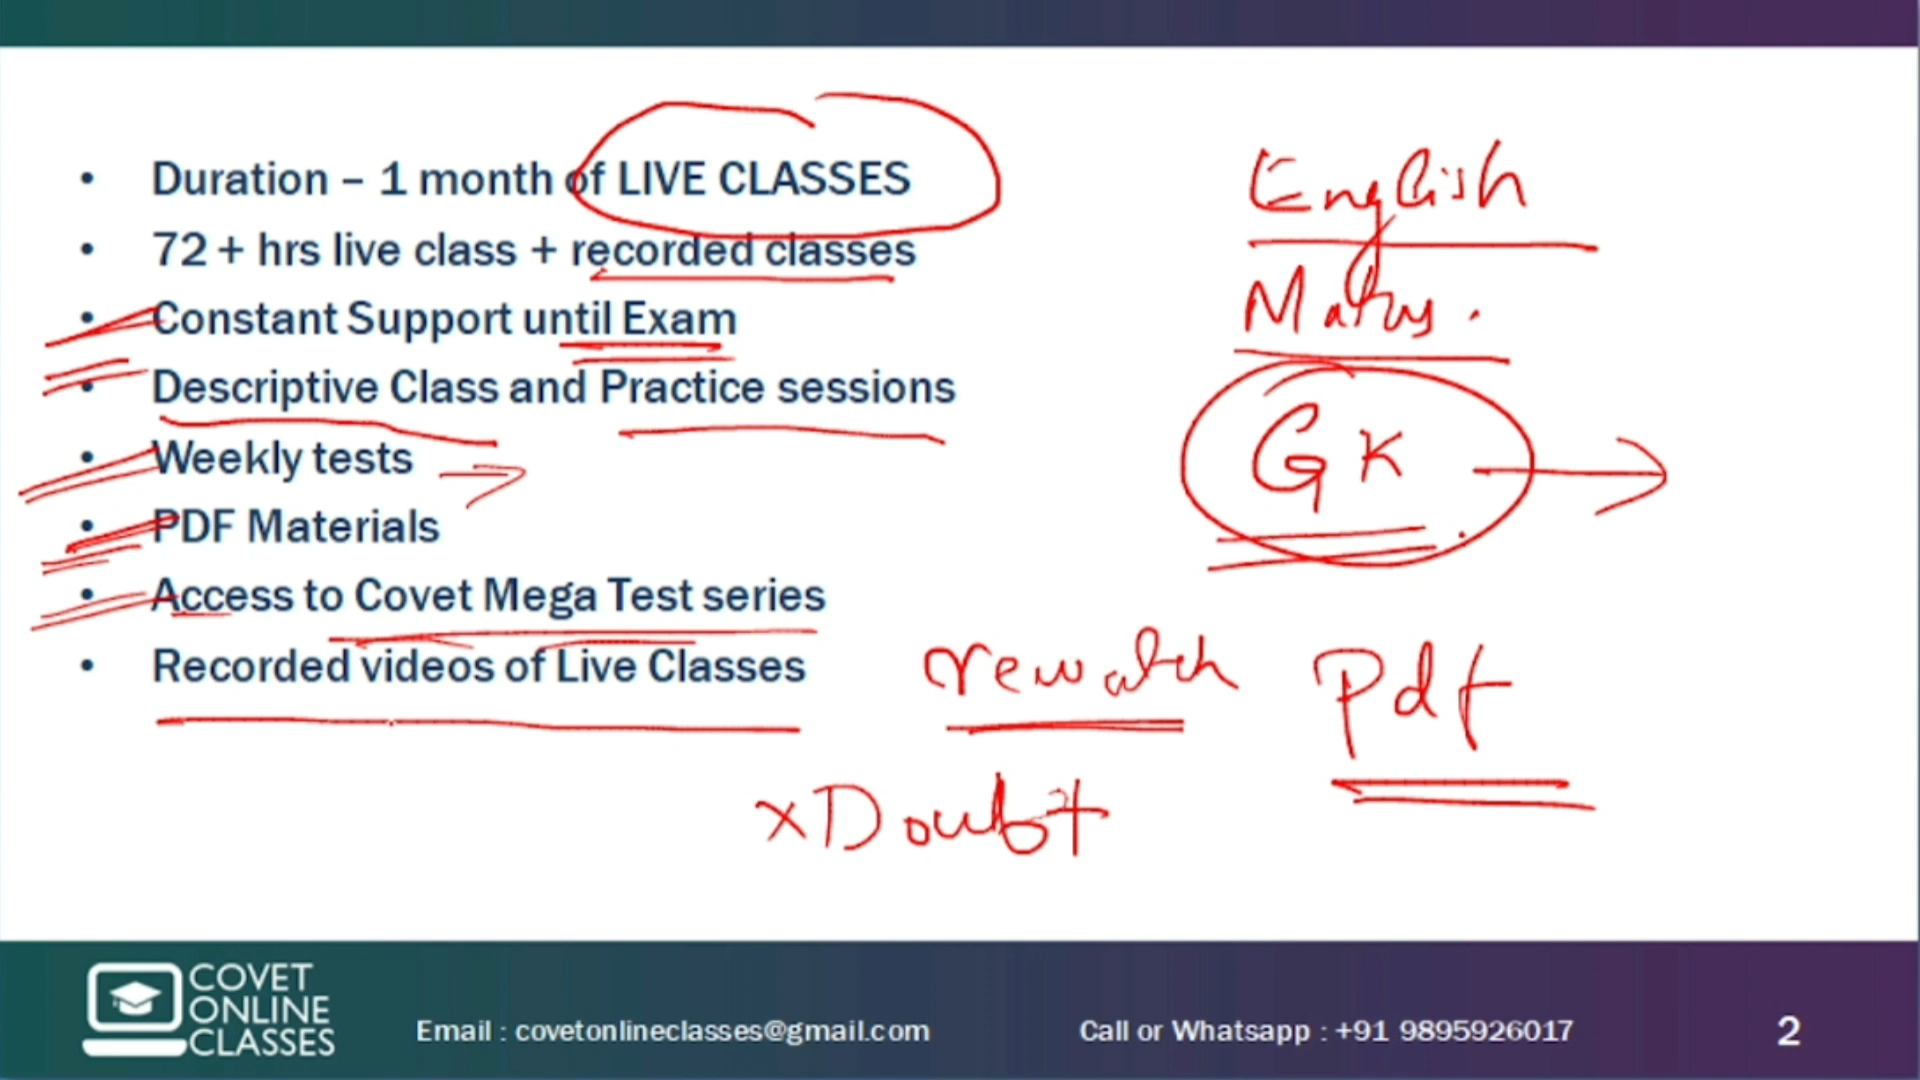 • Duration – 1 month of LIVE CLASSES
• 72 + hrs live class + recorded classes
• Constant Support until Exam
• Descriptive Class and Practice sessions
• Weekly tests
• PDF Materials
• Access to Covet Mega Test series
• Recorded videos of Live Classes
English
Maths.
GK
rewatch
Pdf
x Doubt
COVET
ONLINE
CLASSES
Email : covetonlineclasses@gmail.com
Call or Whatsapp : +91 9895926017
2